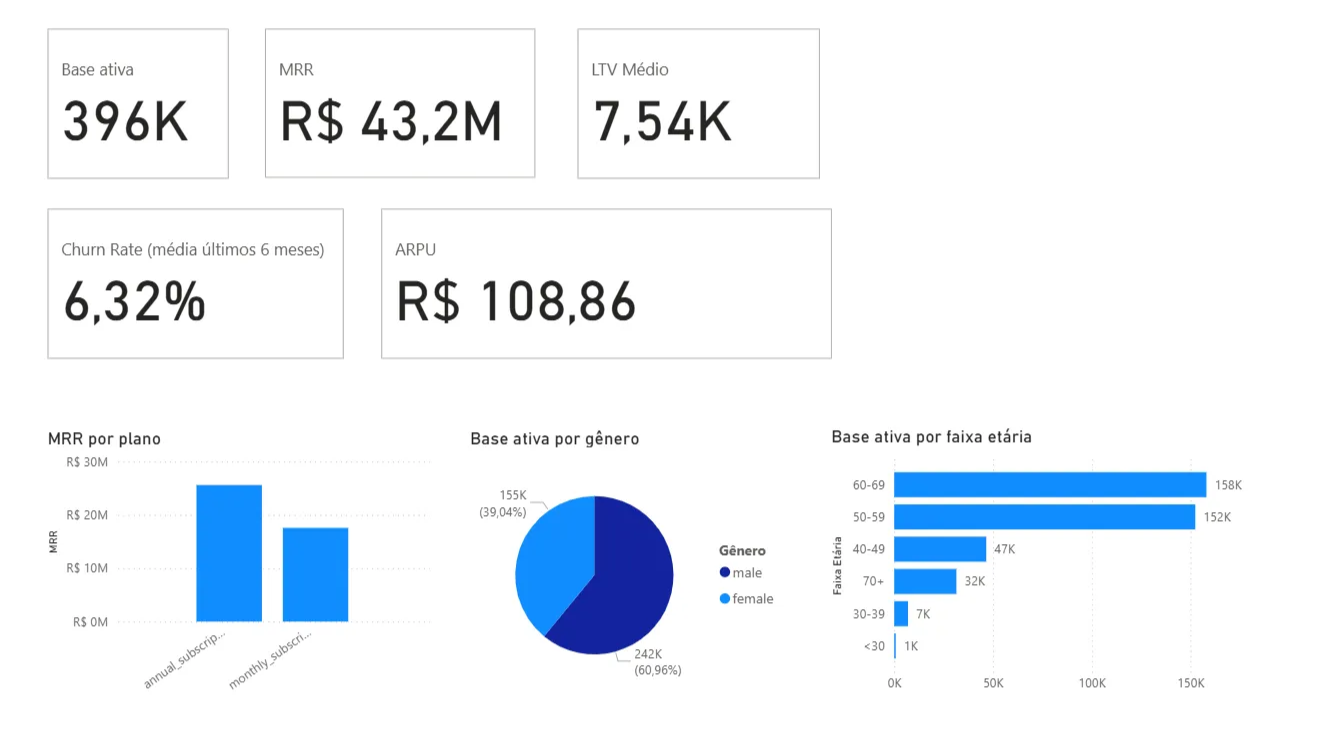 Base ativa
396K
MRR
R$ 43,2M
LTV Médio
7,54K
Churn Rate (média últimos 6 meses)
6,32%
ARPU
R$ 108,86
MRR por plano
R$ 30M
R$ 20M
R$ 10M
R$ 0M
MRR
annual_subscrip...
monthly_subscri...
Base ativa por gênero
155K
(39,04%)
242K
(60,96%)
Gênero
male
female
Base ativa por faixa etária
Faixa Etária
60-69 158K
50-59 152K
40-49 47K
70+ 32K
30-39 7K
<30 1K
0K 50K 100K 150K